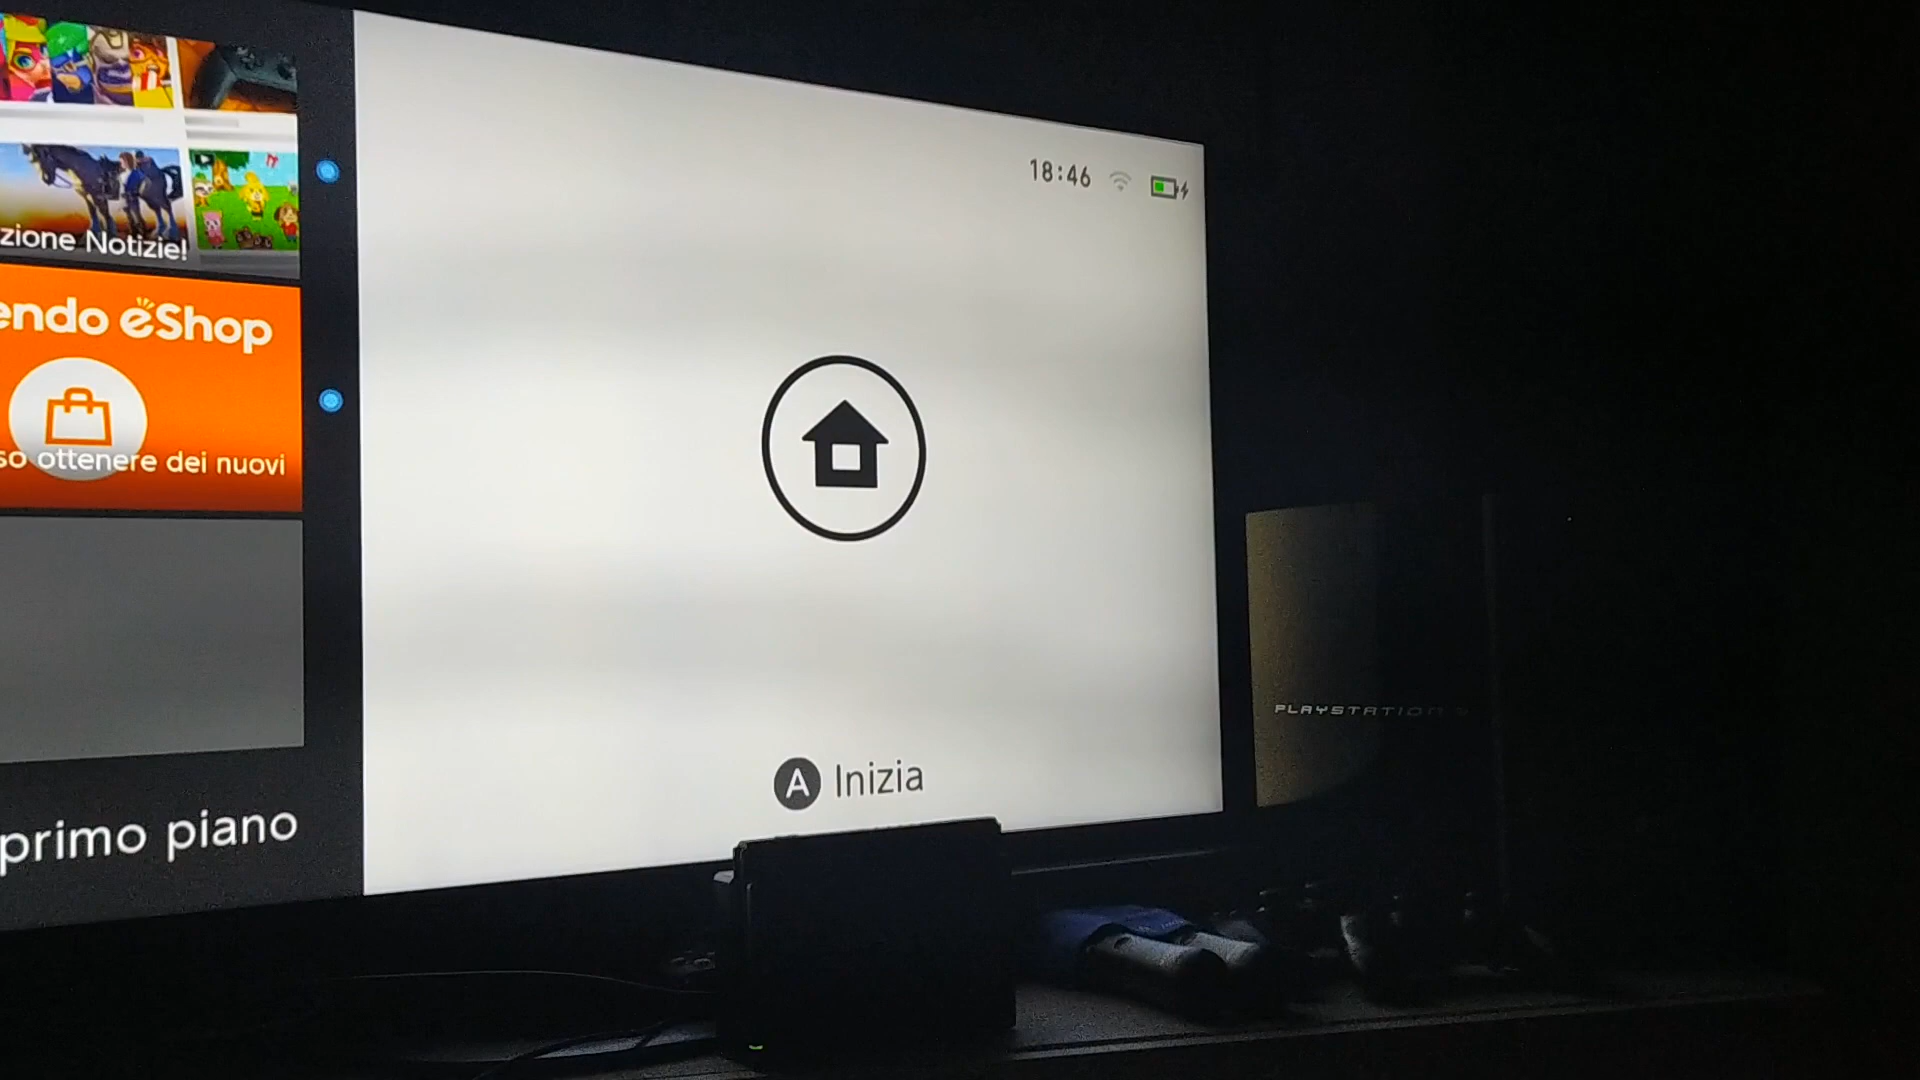 zione Notizie!
endo eShop
so ottenere dei nuovi
primo piano
18:46
A Inizia
PLAYSTATION